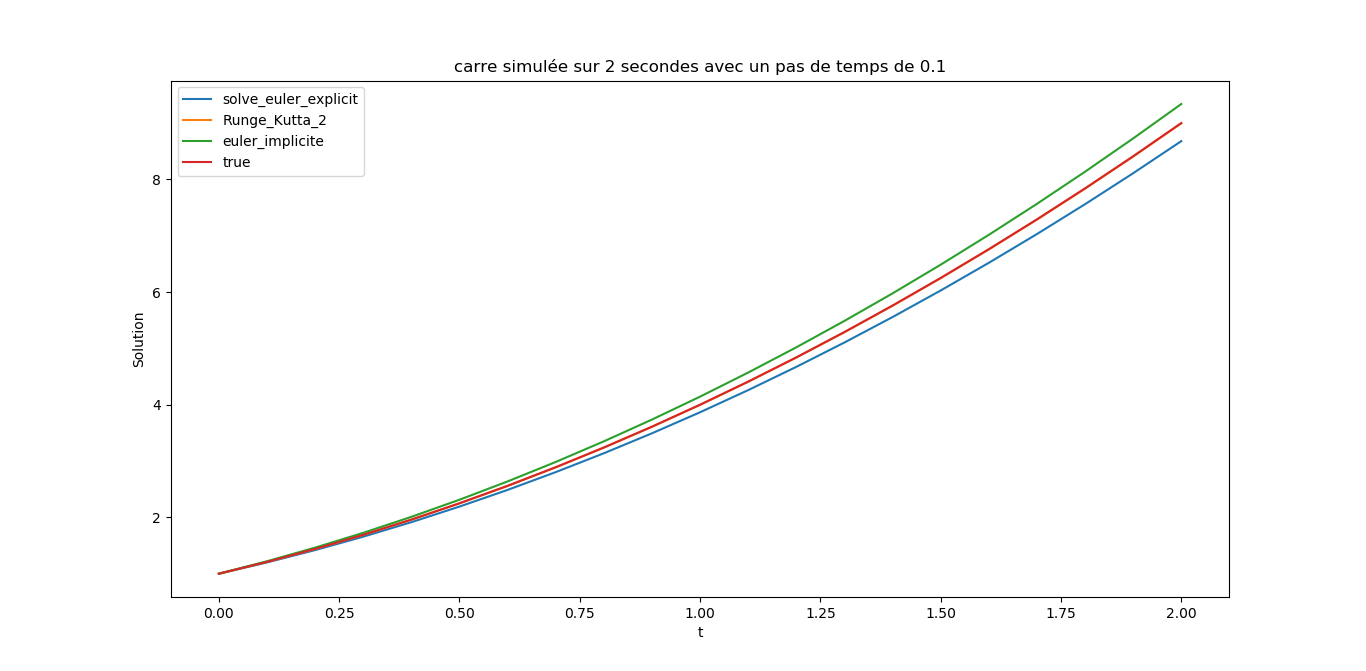 carre simulée sur 2 secondes avec un pas de temps de 0.1
solve_euler_explicit
Runge_Kutta_2
euler_implicite
true
8
6
4
2
Solution
0.00 0.25 0.50 0.75 1.00 1.25 1.50 1.75 2.00
t